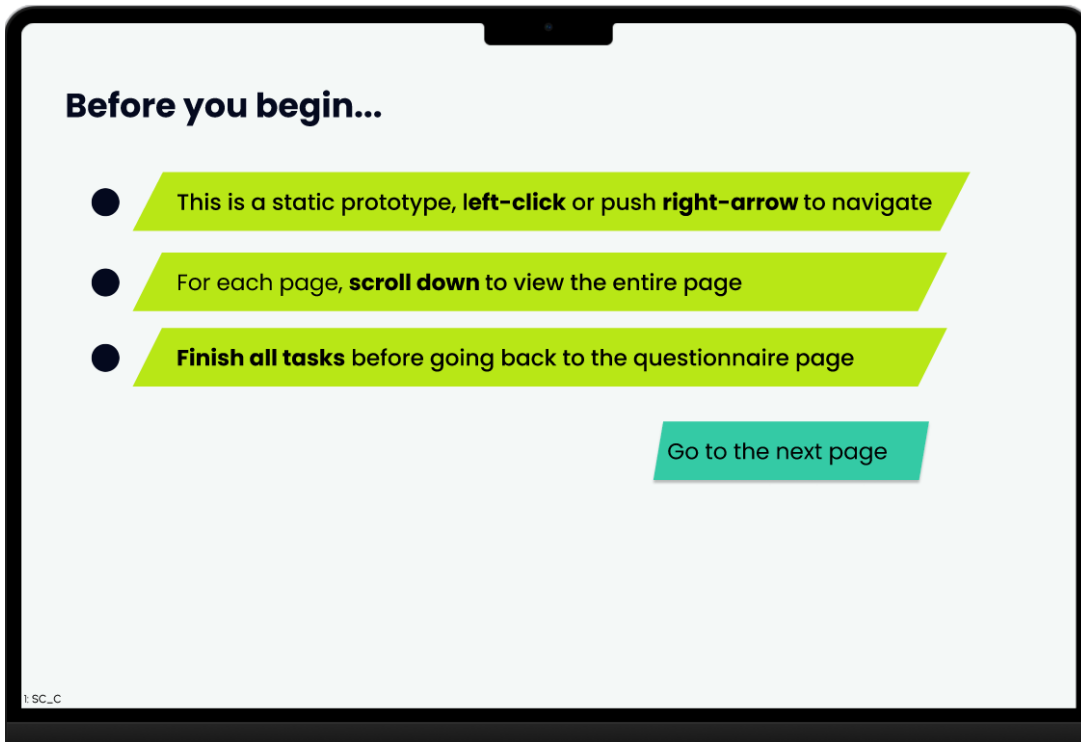 Before you begin...
This is a static prototype, left-click or push right-arrow to navigate
For each page, scroll down to view the entire page
Finish all tasks before going back to the questionnaire page
Go to the next page
1: SC_C